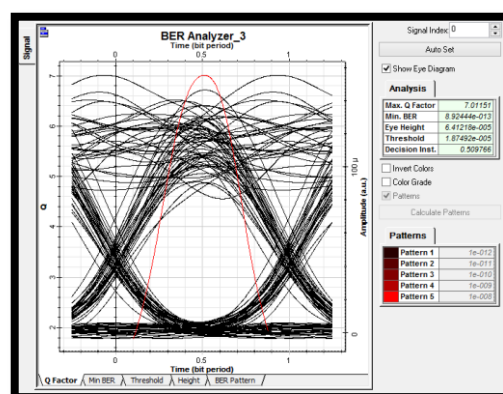 Signal
BER Analyzer_3
Time (bit period)
0
0.5
1
7
6
5
4
3
2
Q
100 µ
0
Amplitude (a.u.)
0
0.5
1
Time (bit period)
Q Factor
Min BER
Threshold
Height
BER Pattern
Signal Index: 0
Auto Set
Show Eye Diagram
Analysis
Max. Q Factor 7.01151
Min. BER 8.92444e-013
Eye Height 6.41218e-005
Threshold 1.87492e-005
Decision Inst. 0.509766
Invert Colors
Color Grade
Patterns
Calculate Patterns
Patterns
Pattern 1 1e-012
Pattern 2 1e-011
Pattern 3 1e-010
Pattern 4 1e-009
Pattern 5 1e-008